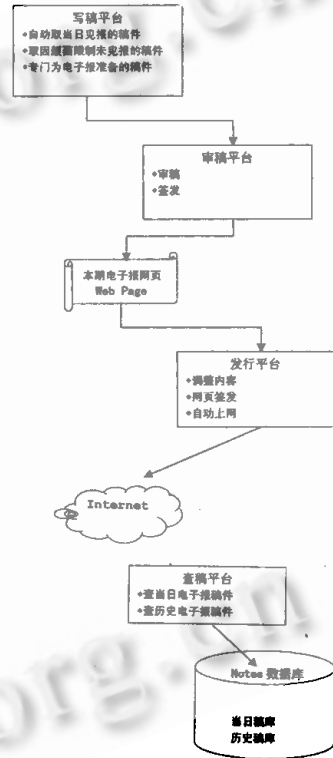 写稿平台
•自动取当日见报的稿件
•取因版面限制未见报的稿件
•专门为电子报准备的稿件
审稿平台
•审稿
•签发
本期电子报网页
Web Page
发行平台
•调整内容
•网页签发
•自动上网
Internet
查稿平台
•查当日电子报稿件
•查历史电子报稿件
Notes 数据库
当日稿库
历史稿库
org.cn